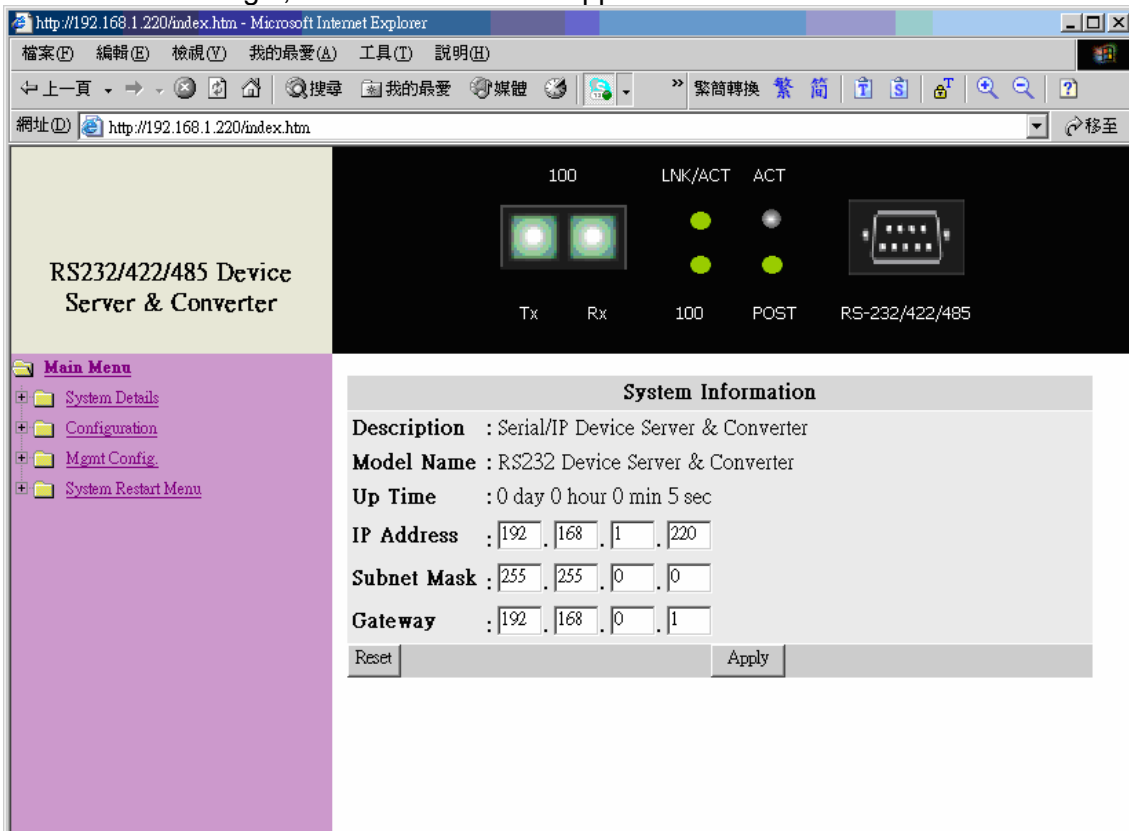 http://192.168.1.220/index.htm - Microsoft Internet Explorer
檔案(F) 編輯(E) 檢視(V) 我的最愛(A) 工具(T) 說明(H)
上一頁 搜尋 我的最愛 媒體 » 繁簡轉換 繁 简
網址(D) http://192.168.1.220/index.htm 移至
100 LNK/ACT ACT
Tx Rx 100 POST RS-232/422/485
RS232/422/485 Device
Server & Converter
Main Menu
System Details
Configuration
Mgmt Config.
System Restart Menu
System Information
Description : Serial/IP Device Server & Converter
Model Name : RS232 Device Server & Converter
Up Time : 0 day 0 hour 0 min 5 sec
IP Address : 192 . 168 . 1 . 220
Subnet Mask : 255 . 255 . 0 . 0
Gateway : 192 . 168 . 0 . 1
Reset Apply